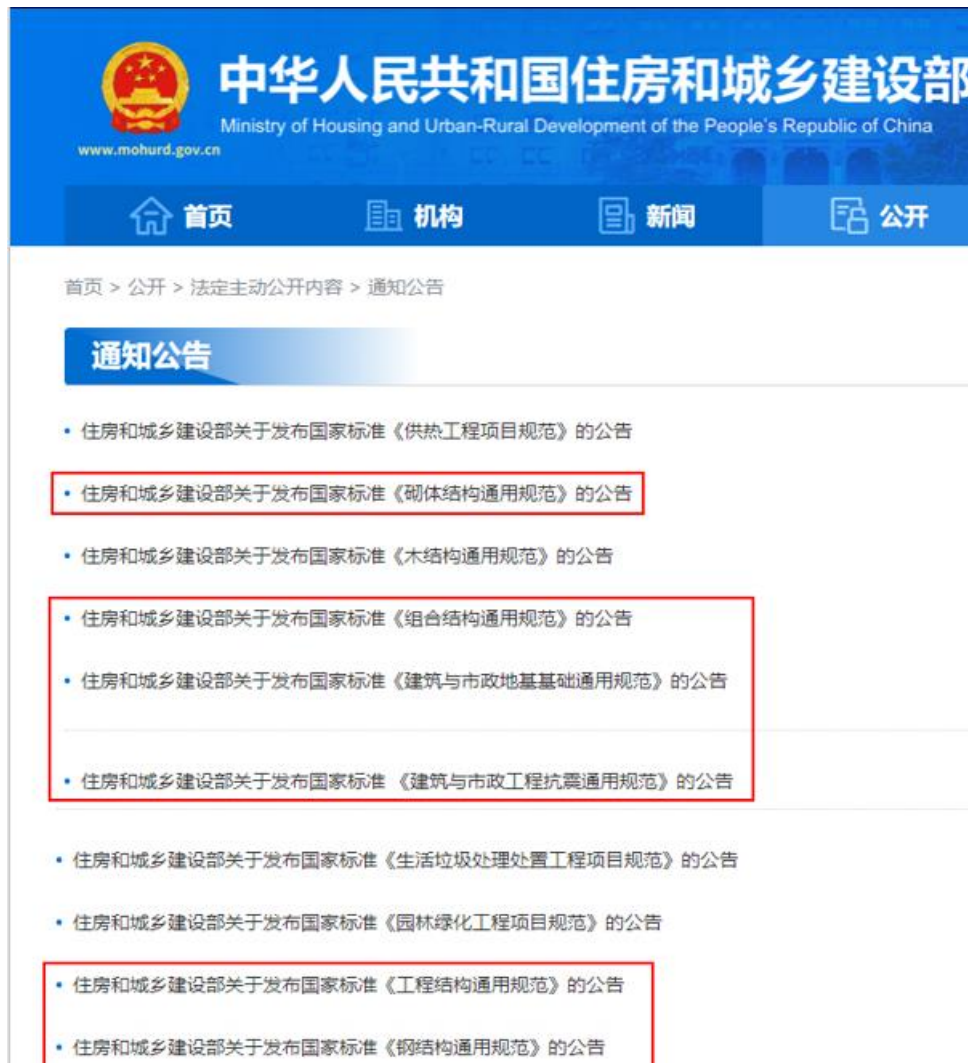 中华人民共和国住房和城乡建设部
Ministry of Housing and Urban-Rural Development of the People's Republic of China
www.mohurd.gov.cn
首页 机构 新闻 公开
首页 > 公开 > 法定主动公开内容 > 通知公告
通知公告
• 住房和城乡建设部关于发布国家标准《供热工程项目规范》的公告
• 住房和城乡建设部关于发布国家标准《砌体结构通用规范》的公告
• 住房和城乡建设部关于发布国家标准《木结构通用规范》的公告
• 住房和城乡建设部关于发布国家标准《组合结构通用规范》的公告
• 住房和城乡建设部关于发布国家标准《建筑与市政地基基础通用规范》的公告
• 住房和城乡建设部关于发布国家标准 《建筑与市政工程抗震通用规范》的公告
• 住房和城乡建设部关于发布国家标准《生活垃圾处理处置工程项目规范》的公告
• 住房和城乡建设部关于发布国家标准《园林绿化工程项目规范》的公告
• 住房和城乡建设部关于发布国家标准《工程结构通用规范》的公告
• 住房和城乡建设部关于发布国家标准《钢结构通用规范》的公告